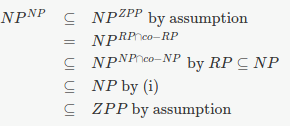 NP^{NP} ⊆ NP^{ZPP} by assumption
= NP^{RP∩co−RP}
⊆ NP^{NP∩co−NP} by RP ⊆ NP
⊆ NP by (i)
⊆ ZPP by assumption